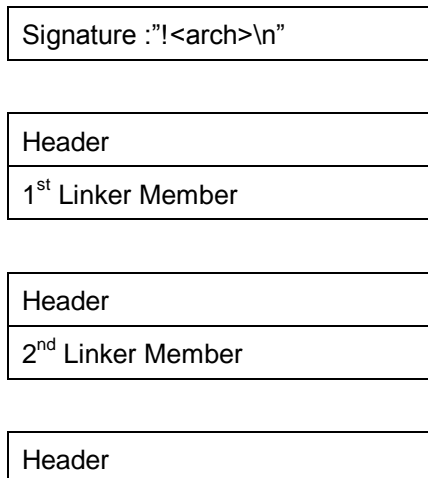 Signature :”!<arch>\n”
Header
1st Linker Member
Header
2nd Linker Member
Header